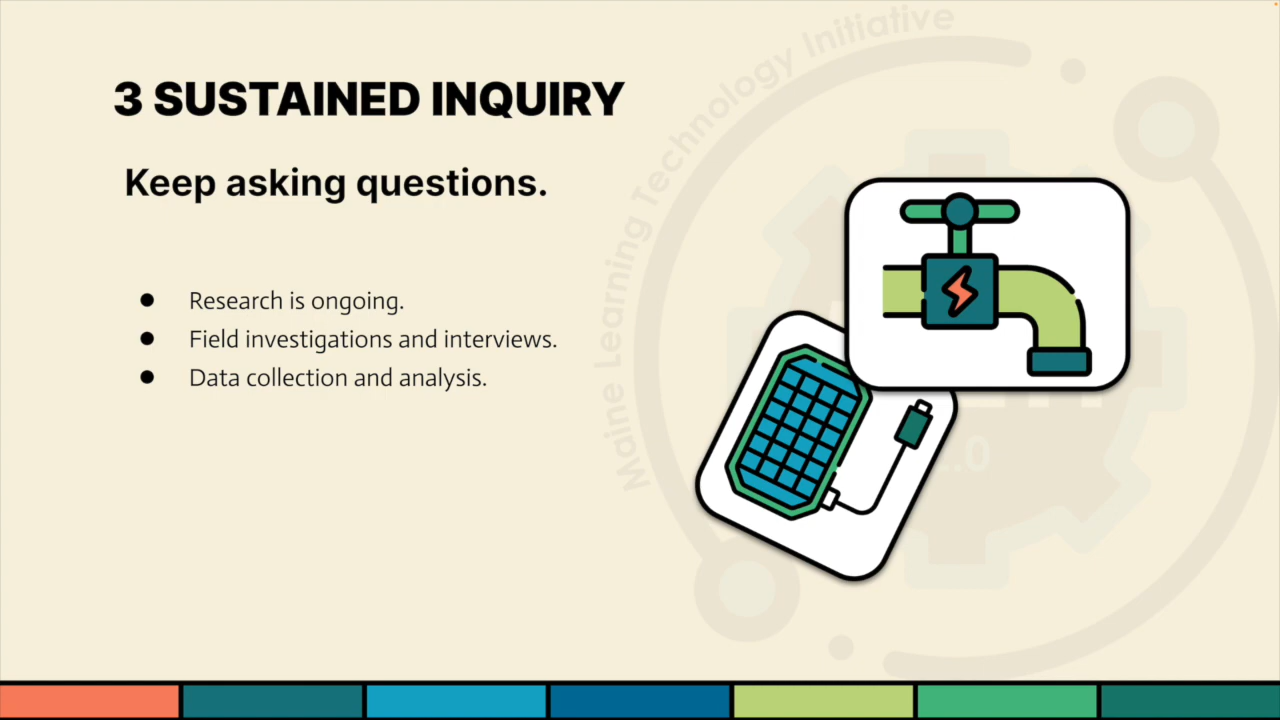 Maine Learning Technology Initiative
3 SUSTAINED INQUIRY
Keep asking questions.
● Research is ongoing.
● Field investigations and interviews.
● Data collection and analysis.